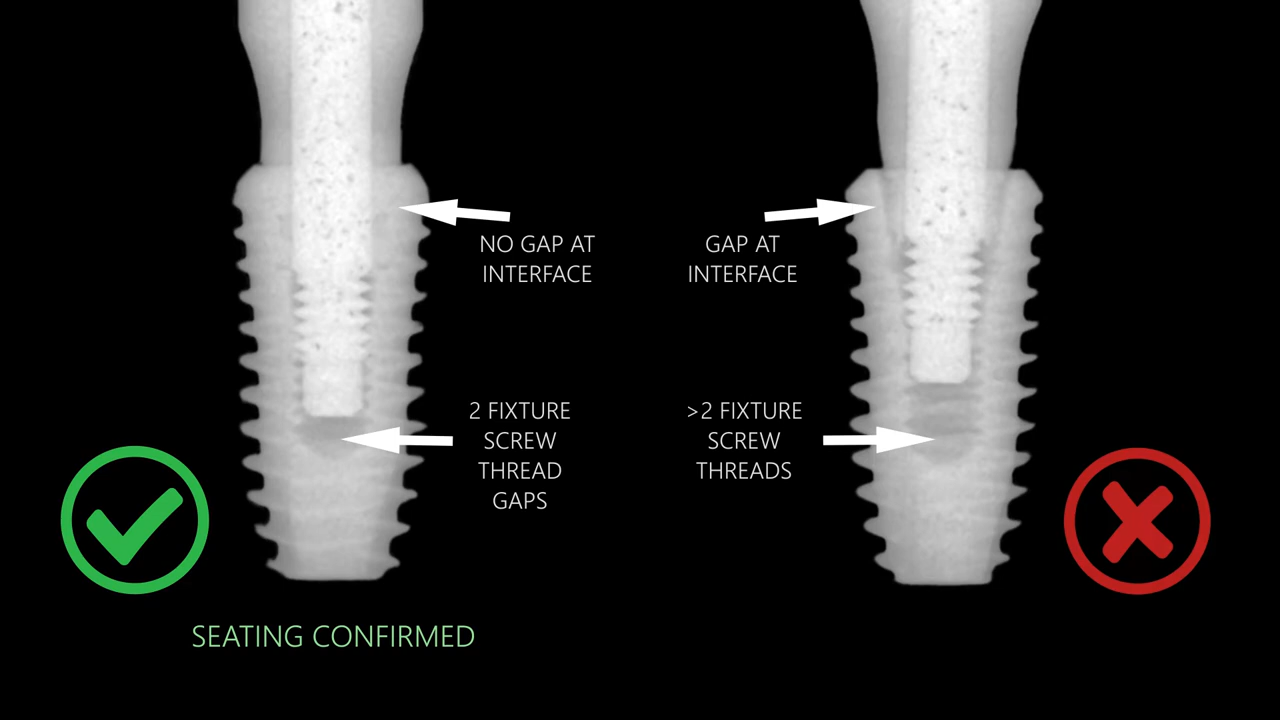 NO GAP AT
INTERFACE
GAP AT
INTERFACE
2 FIXTURE
SCREW
THREAD
GAPS
>2 FIXTURE
SCREW
THREADS
SEATING CONFIRMED